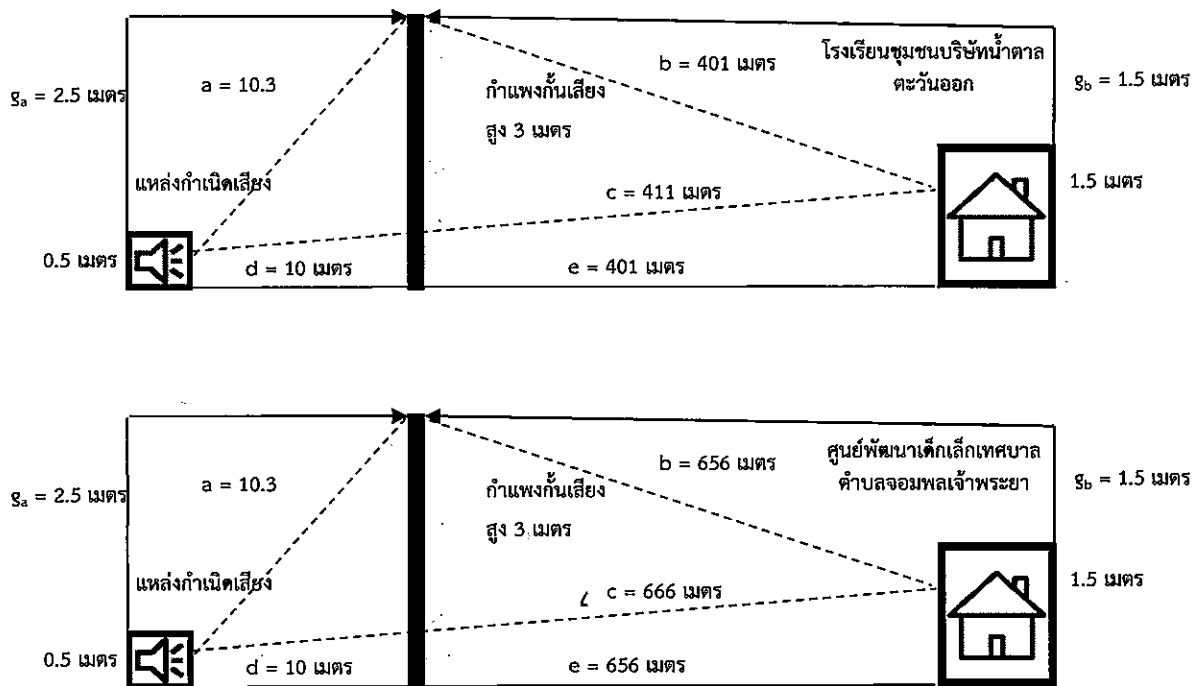 โรงเรียนชุมชนบริษัทน้ำตาล
ตะวันออก
b = 401 เมตร
a = 10.3
gₐ = 2.5 เมตร
กำแพงกั้นเสียง
สูง 3 เมตร
g_b = 1.5 เมตร
แหล่งกำเนิดเสียง
c = 411 เมตร
1.5 เมตร
0.5 เมตร
d = 10 เมตร
e = 401 เมตร
ศูนย์พัฒนาเด็กเล็กเทศบาล
ตำบลจอมพลเจ้าพระยา
b = 656 เมตร
a = 10.3
gₐ = 2.5 เมตร
กำแพงกั้นเสียง
สูง 3 เมตร
g_b = 1.5 เมตร
แหล่งกำเนิดเสียง
c = 666 เมตร
1.5 เมตร
0.5 เมตร
d = 10 เมตร
e = 656 เมตร